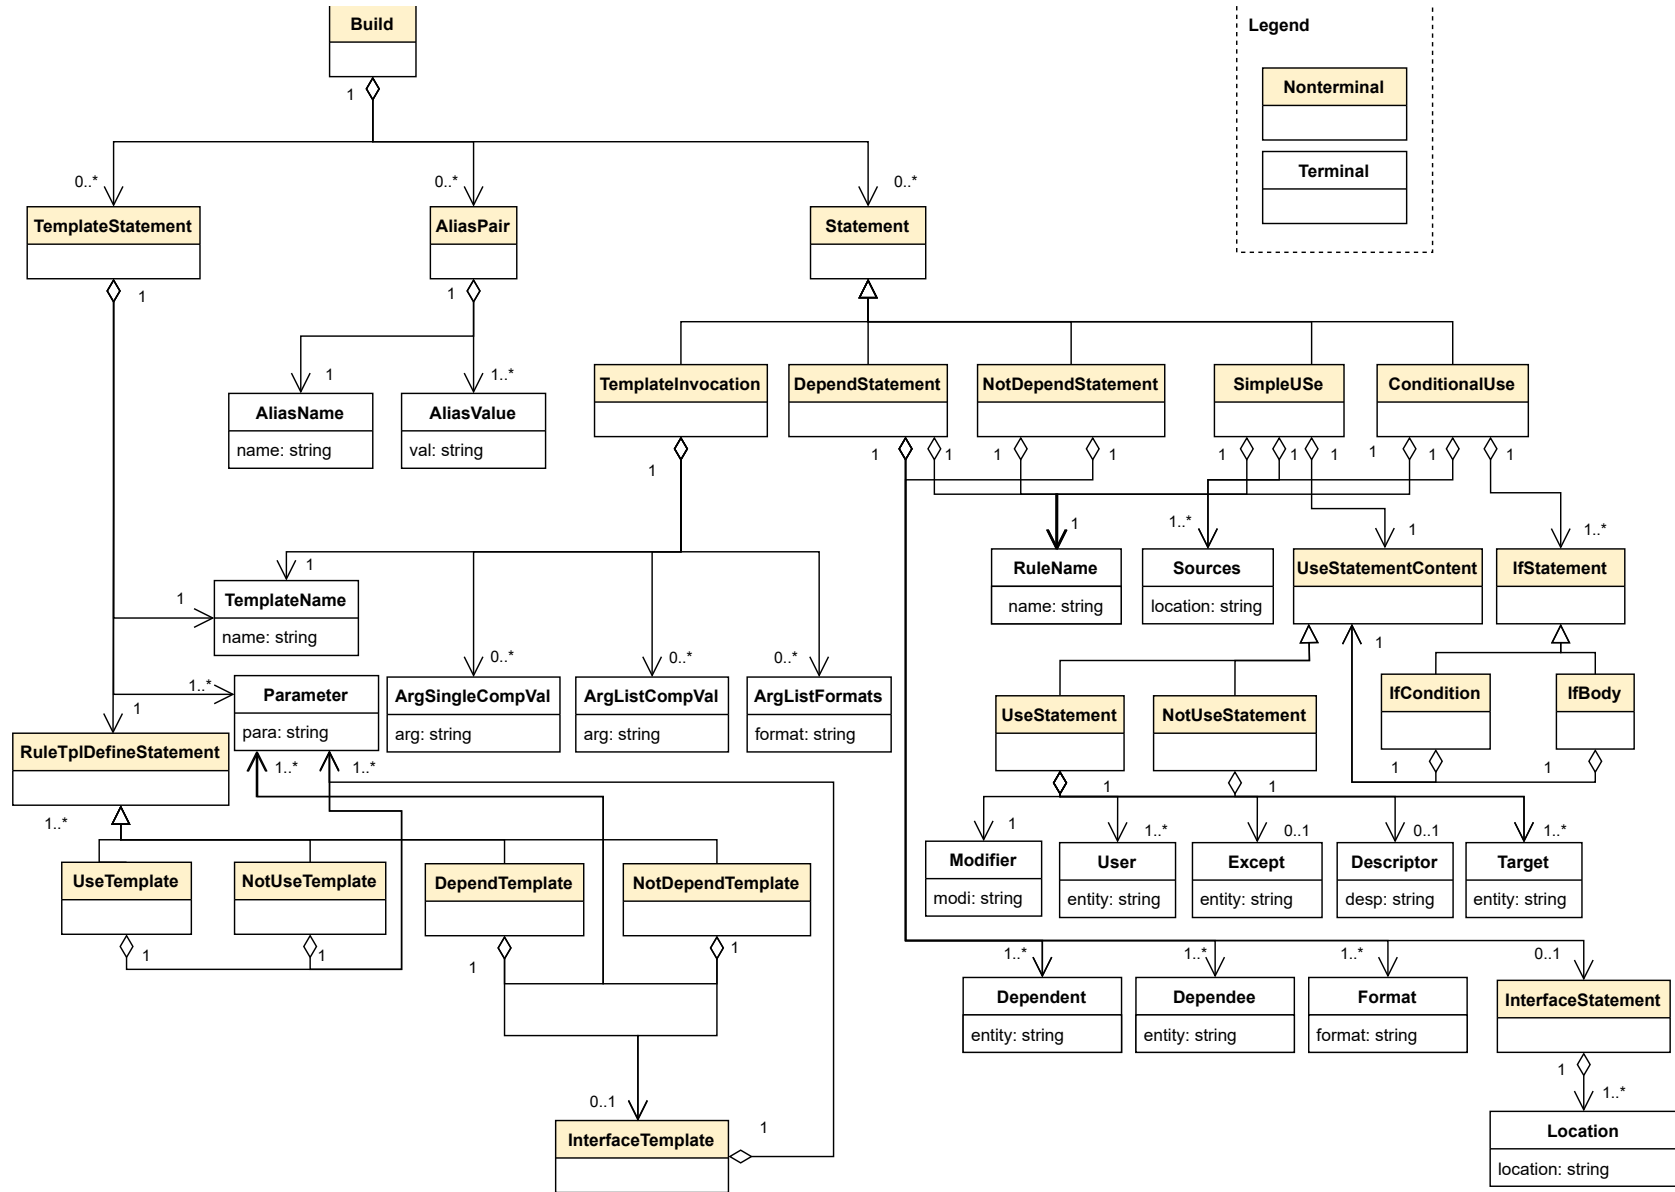 Build
1
Legend
Nonterminal
Terminal
0..*
0..*
0..*
TemplateStatement
AliasPair
Statement
1
1
1
1..*
AliasName
name: string
AliasValue
val: string
TemplateInvocation
DependStatement
NotDependStatement
SimpleUSe
ConditionalUse
1
1
1
1
1
1
1
1
1
1
1
1
1..*
1
1..*
RuleName
name: string
Sources
location: string
UseStatementContent
IfStatement
1
TemplateName
name: string
1
0..*
0..*
0..*
1
1..*
Parameter
para: string
ArgSingleCompVal
arg: string
ArgListCompVal
arg: string
ArgListFormats
format: string
IfCondition
IfBody
1
RuleTplDefineStatement
UseStatement
NotUseStatement
1..*
1..*
1
1
1
1
1..*
1
1..*
0..1
0..1
1..*
Modifier
modi: string
User
entity: string
Except
entity: string
Descriptor
desp: string
Target
entity: string
UseTemplate
NotUseTemplate
DependTemplate
NotDependTemplate
1
1
1
1
1..*
1..*
1..*
0..1
Dependent
entity: string
Dependee
entity: string
Format
format: string
InterfaceStatement
1
1..*
0..1
1
InterfaceTemplate
Location
location: string